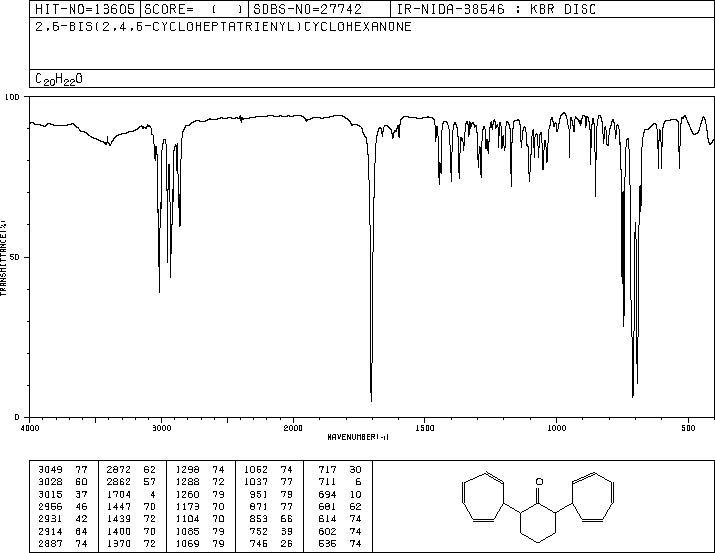 HIT-NO=13605 SCORE= ( ) SDBS-NO=27742 IR-NIDA-38546 : KBR DISC
2,6-BIS(2,4,6-CYCLOHEPTATRIENYL)CYCLOHEXANONE
C20H22O
100
50
0
TRANSMITTANCE(%)
4000 3000 2000 1500 1000 500
WAVENUMBER(-1)
3049 77 2872 62 1298 74 1052 74 717 30
3028 60 2862 57 1288 72 1037 77 711 6
3015 37 1704 4 1260 79 951 79 694 10
2956 46 1447 70 1173 70 871 77 681 62
2931 42 1439 72 1104 70 853 66 614 74
2914 64 1400 70 1085 79 752 39 602 74
2887 74 1370 72 1069 79 746 26 535 74
O